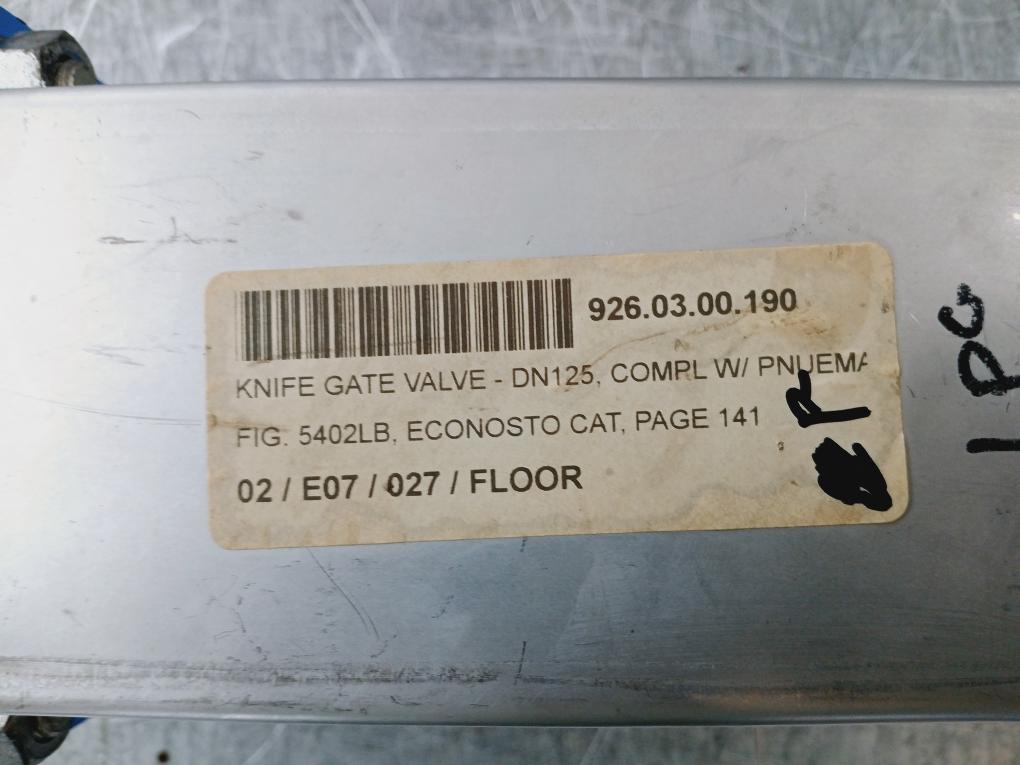 926.03.00.190
KNIFE GATE VALVE - DN125, COMPL W/ PNUEMA
FIG. 5402LB, ECONOSTO CAT, PAGE 141
02 / E07 / 027 / FLOOR
R
1 PC